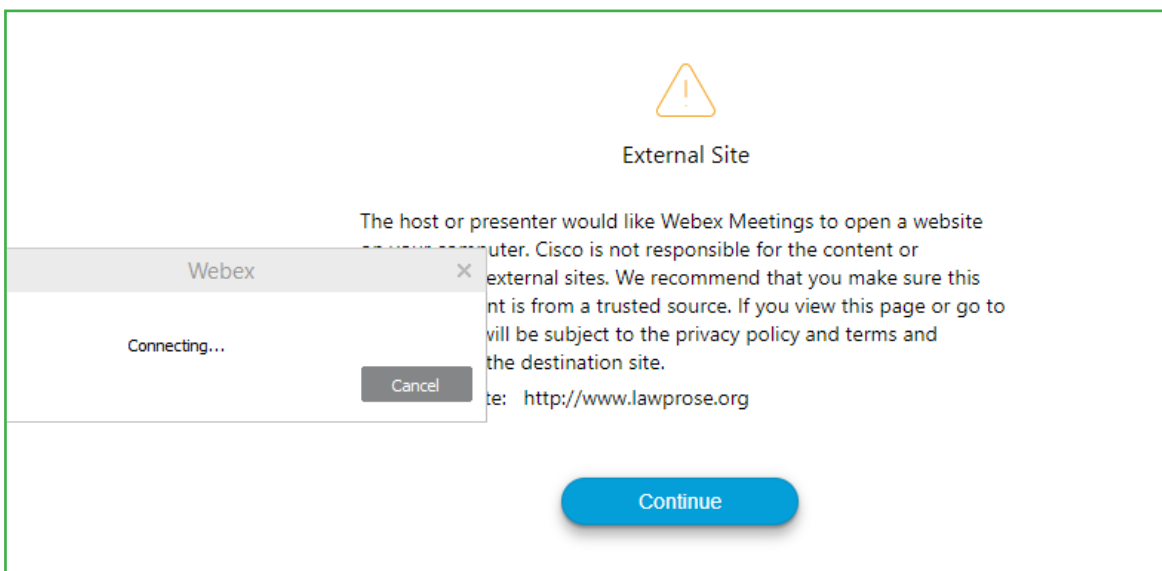 External Site
The host or presenter would like Webex Meetings to open a website
computer. Cisco is not responsible for the content or
external sites. We recommend that you make sure this
is from a trusted source. If you view this page or go to
will be subject to the privacy policy and terms and
the destination site.
http://www.lawprose.org
Webex
Connecting...
Cancel
Continue